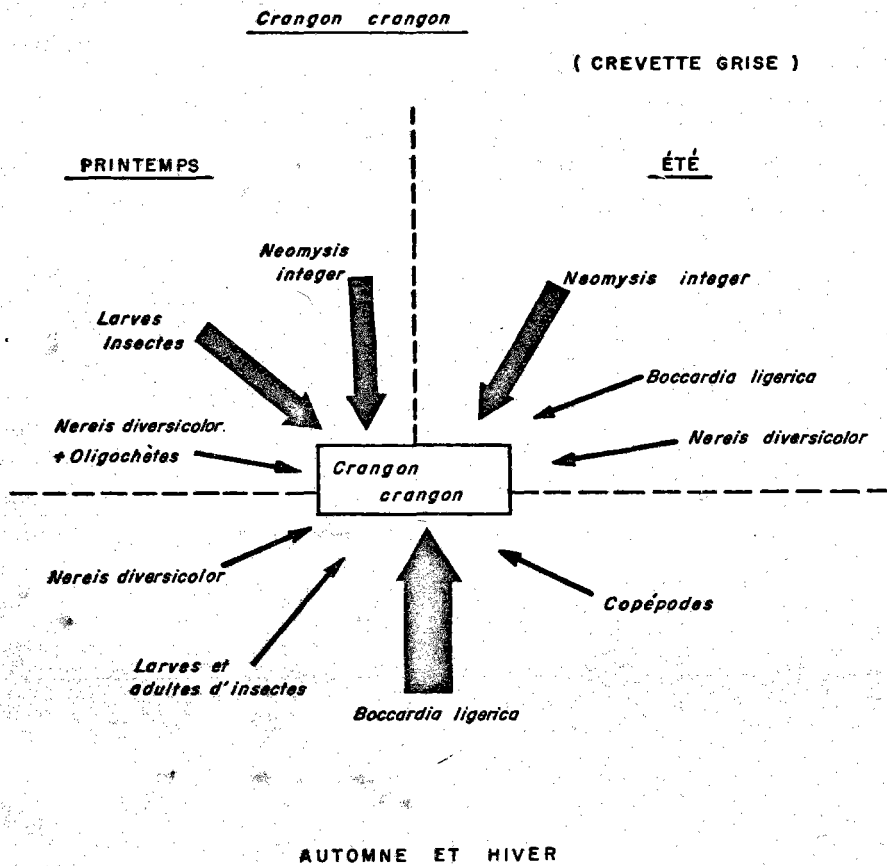 Crangon crangon
( CREVETTE GRISE )
PRINTEMPS
ÉTÉ
Neomysis
integer
Neomysis integer
Larves
Insectes
Boccardia ligerica
Nereis diversicolor.
+ Oligochètes
Nereis diversicolor
Crangon
crangon
Nereis diversicolor
Copépodes
Larves et
adultes d'insectes
Boccardia ligerica
AUTOMNE ET HIVER